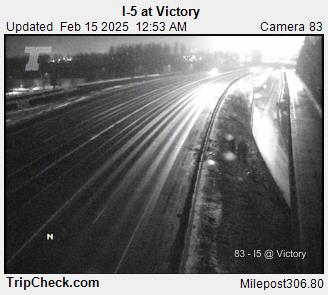 I-5 at Victory
Updated Feb 15 2025 12:53 AM Camera 83
T
N
83 - I5 @ Victory
TripCheck.com Milepost306.80